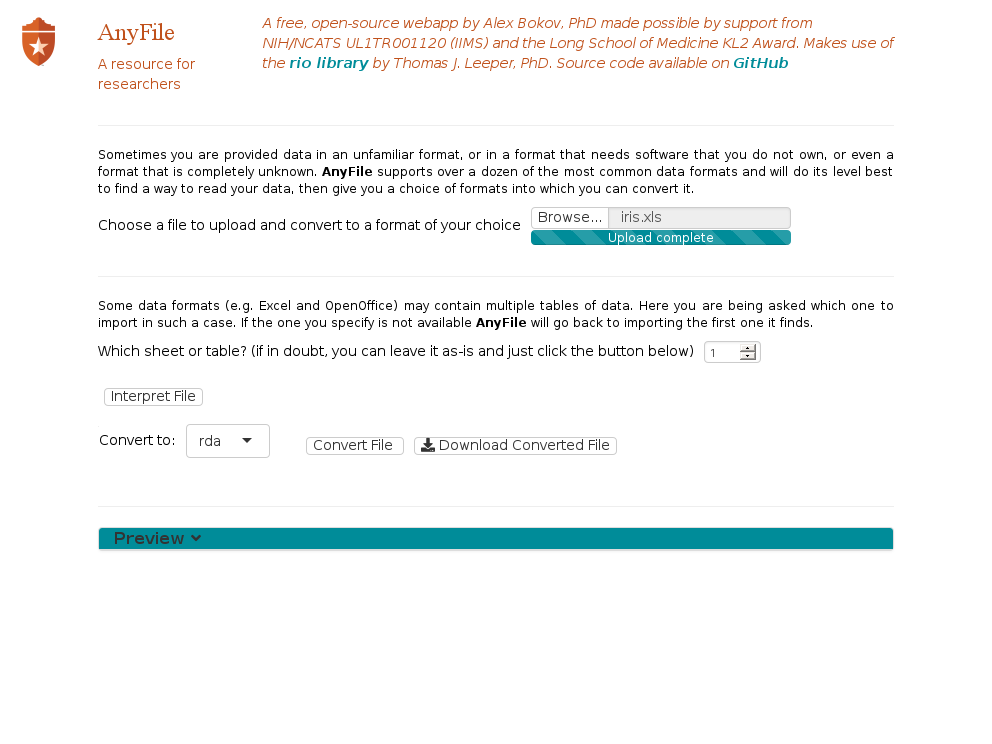 AnyFile
A resource for
researchers
A free, open-source webapp by Alex Bokov, PhD made possible by support from
NIH/NCATS UL1TR001120 (IIMS) and the Long School of Medicine KL2 Award. Makes use of
the rio library by Thomas J. Leeper, PhD. Source code available on GitHub
Sometimes you are provided data in an unfamiliar format, or in a format that needs software that you do not own, or even a
format that is completely unknown. AnyFile supports over a dozen of the most common data formats and will do its level best
to find a way to read your data, then give you a choice of formats into which you can convert it.
Choose a file to upload and convert to a format of your choice Browse... iris.xls
Upload complete
Some data formats (e.g. Excel and OpenOffice) may contain multiple tables of data. Here you are being asked which one to
import in such a case. If the one you specify is not available AnyFile will go back to importing the first one it finds.
Which sheet or table? (if in doubt, you can leave it as-is and just click the button below) 1
Interpret File
Convert to: rda Convert File Download Converted File
Preview